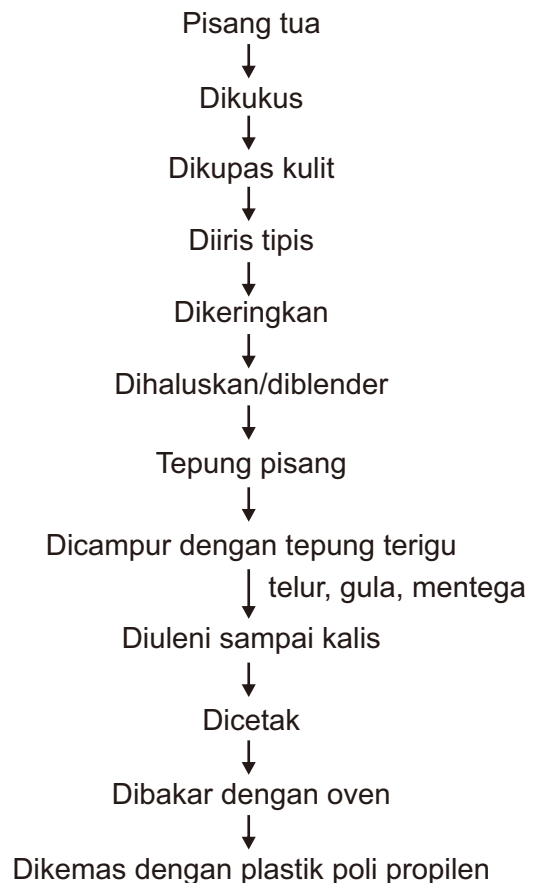 Pisang tua
Dikukus
Dikupas kulit
Diiris tipis
Dikeringkan
Dihaluskan/diblender
Tepung pisang
Dicampur dengan tepung terigu
telur, gula, mentega
Diuleni sampai kalis
Dicetak
Dibakar dengan oven
Dikemas dengan plastik poli propilen